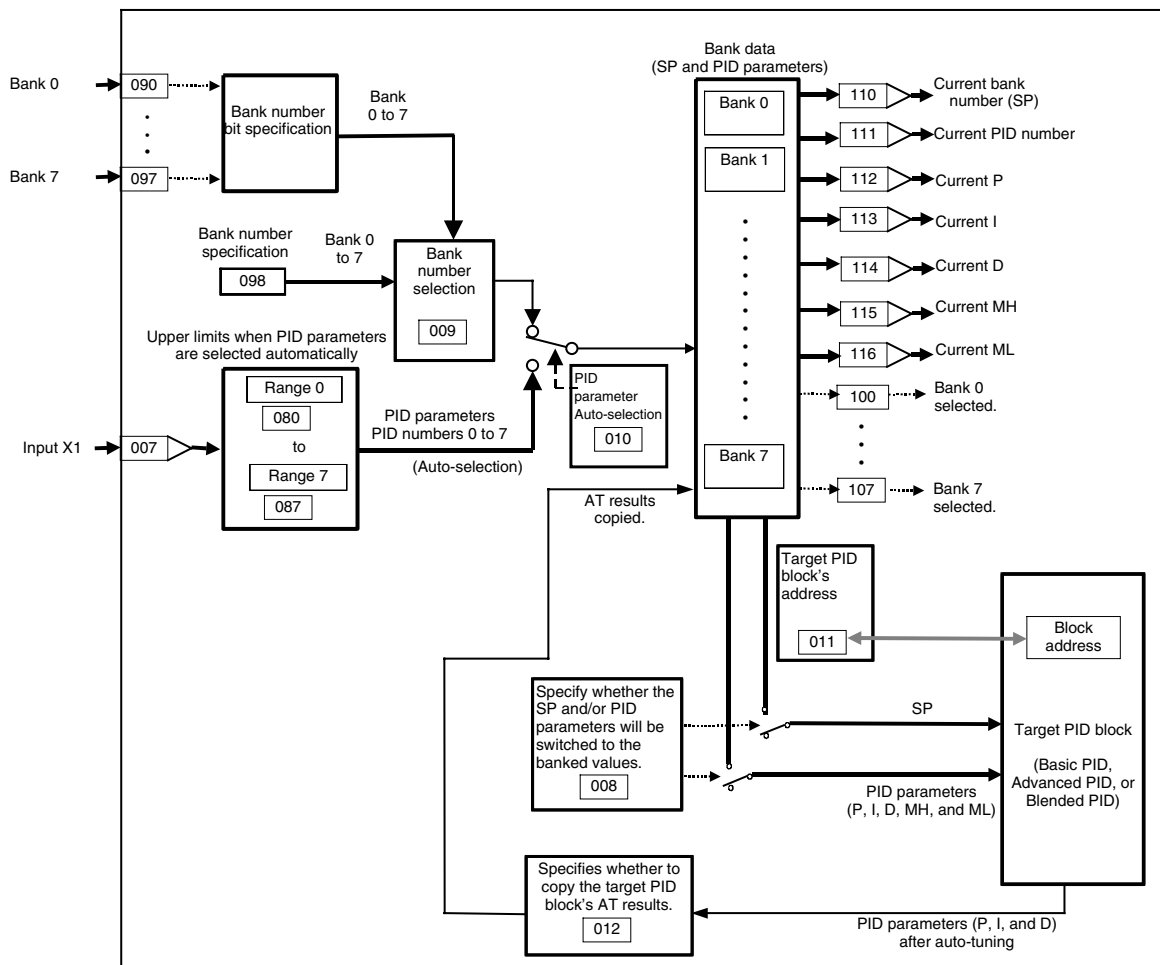 Bank 0
090
Bank 7
097
Bank number
bit specification
Bank
0 to 7
Bank number
specification
098
Bank 0
to 7
Bank
number
selection
009
Upper limits when PID parameters
are selected automatically
Input X1
007
Range 0
080
to
Range 7
087
PID parameters
PID numbers 0 to 7
(Auto-selection)
PID
parameter
Auto-selection
010
Bank data
(SP and PID parameters)
Bank 0
Bank 1
Bank 7
110
Current bank
number (SP)
111
Current PID number
112
Current P
113
Current I
114
Current D
115
Current MH
116
Current ML
100
Bank 0
selected.
107
Bank 7
selected.
AT results
copied.
Target PID
block's
address
011
Block
address
Specify whether the
SP and/or PID
parameters will be
switched to the
banked values.
008
SP
PID parameters
(P, I, D, MH, and ML)
Target PID block
(Basic PID,
Advanced PID, or
Blended PID)
Specifies whether to
copy the target PID
block's AT results.
012
PID parameters (P, I, and D)
after auto-tuning